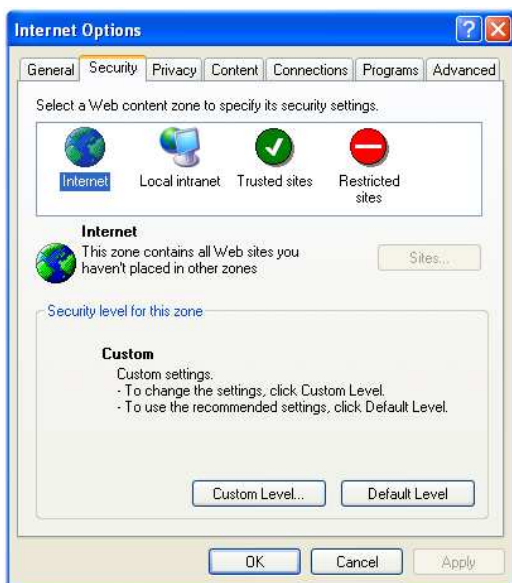 Internet Options
General Security Privacy Content Connections Programs Advanced
Select a Web content zone to specify its security settings.
Internet Local intranet Trusted sites Restricted sites
Internet
This zone contains all Web sites you
haven't placed in other zones
Sites...
Security level for this zone
Custom
Custom settings.
- To change the settings, click Custom Level.
- To use the recommended settings, click Default Level.
Custom Level... Default Level
OK Cancel Apply